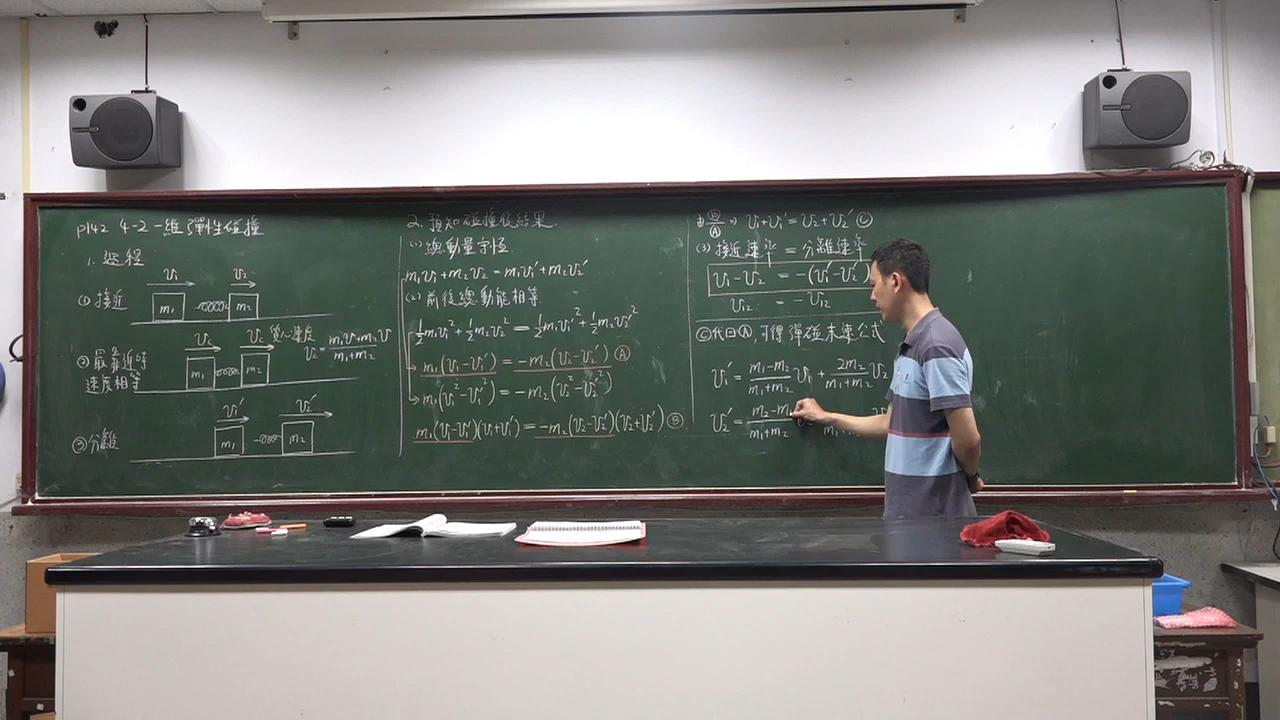 p142 4-2 一維彈性碰撞
1. 過程
v₁ v₂
① 接近 m₁ m₂
v_c v_c 質心速度
② 最靠近時 速度相等 m₁ m₂
v₁′ v₂′
③ 分離 m₁ m₂
2. 預知碰撞後結果.
(1) 總動量守恆
m₁v₁+m₂v₂ = m₁v₁′+m₂v₂′
(2) 前後總動能相等
½m₁v₁²+½m₂v₂² = ½m₁v₁′²+½m₂v₂′²
m₁(v₁-v₁′) = -m₂(v₂-v₂′) Ⓐ
m₁(v₁²-v₁′²) = -m₂(v₂²-v₂′²)
m₁(v₁-v₁′)(v₁+v₁′) = -m₂(v₂-v₂′)(v₂+v₂′) Ⓑ
由 Ⓑ/Ⓐ ⇒ v₁+v₁′ = v₂+v₂′ Ⓒ
(3) 接近速率 = 分離速率
v₁-v₂ = -(v₁′-v₂′)
v₁₂ = -v₁₂′
Ⓒ代回Ⓐ, 可得彈碰末速公式
v₁′ = (m₁-m₂)/(m₁+m₂) v₁ + 2m₂/(m₁+m₂) v₂
v₂′ = m₁+m₂